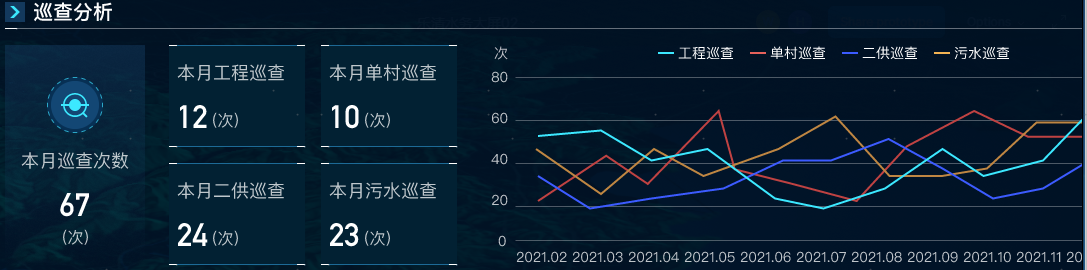 巡查分析
本月巡查次数
67
(次)
本月工程巡查
12 (次)
本月单村巡查
10 (次)
本月二供巡查
24 (次)
本月污水巡查
23 (次)
次
工程巡查 单村巡查 二供巡查 污水巡查
80
60
40
20
0
2021.02 2021.03 2021.04 2021.05 2021.06 2021.07 2021.08 2021.09 2021.10 2021.11 20